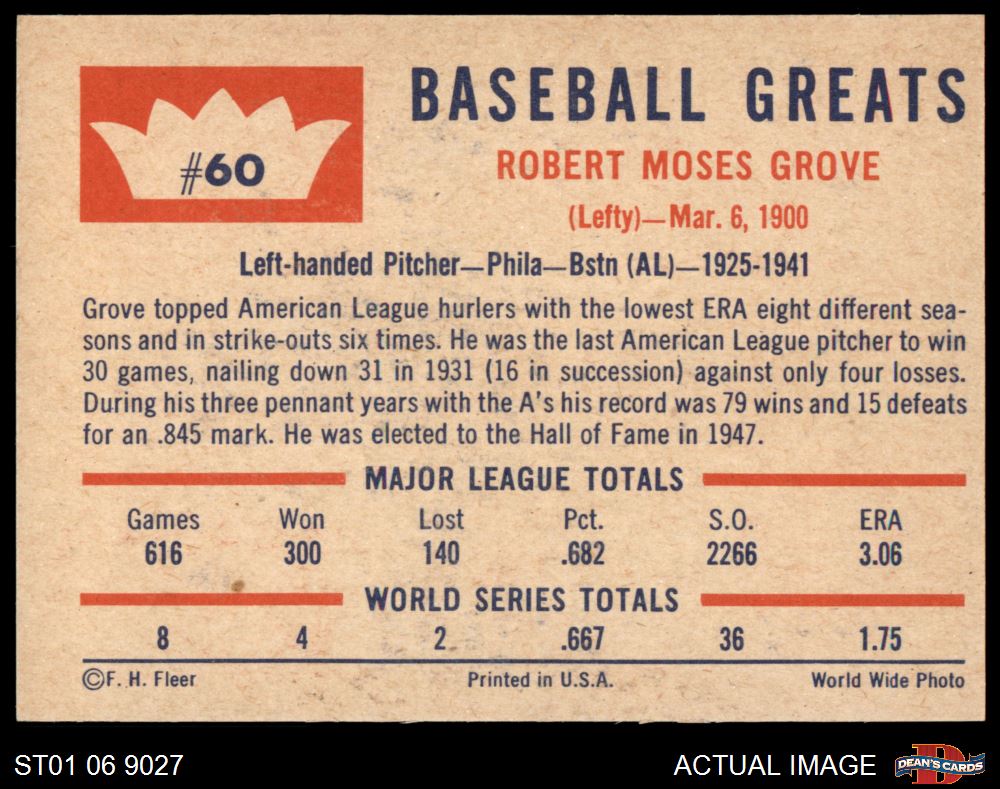 #60
BASEBALL GREATS
ROBERT MOSES GROVE
(Lefty)—Mar. 6, 1900
Left-handed Pitcher—Phila—Bstn (AL)—1925-1941
Grove topped American League hurlers with the lowest ERA eight different sea-
sons and in strike-outs six times. He was the last American League pitcher to win
30 games, nailing down 31 in 1931 (16 in succession) against only four losses.
During his three pennant years with the A's his record was 79 wins and 15 defeats
for an .845 mark. He was elected to the Hall of Fame in 1947.
MAJOR LEAGUE TOTALS
Games Won Lost Pct. S.O. ERA
616 300 140 .682 2266 3.06
WORLD SERIES TOTALS
8 4 2 .667 36 1.75
©F. H. Fleer Printed in U.S.A. World Wide Photo
ST01 06 9027 ACTUAL IMAGE DEAN'S CARDS